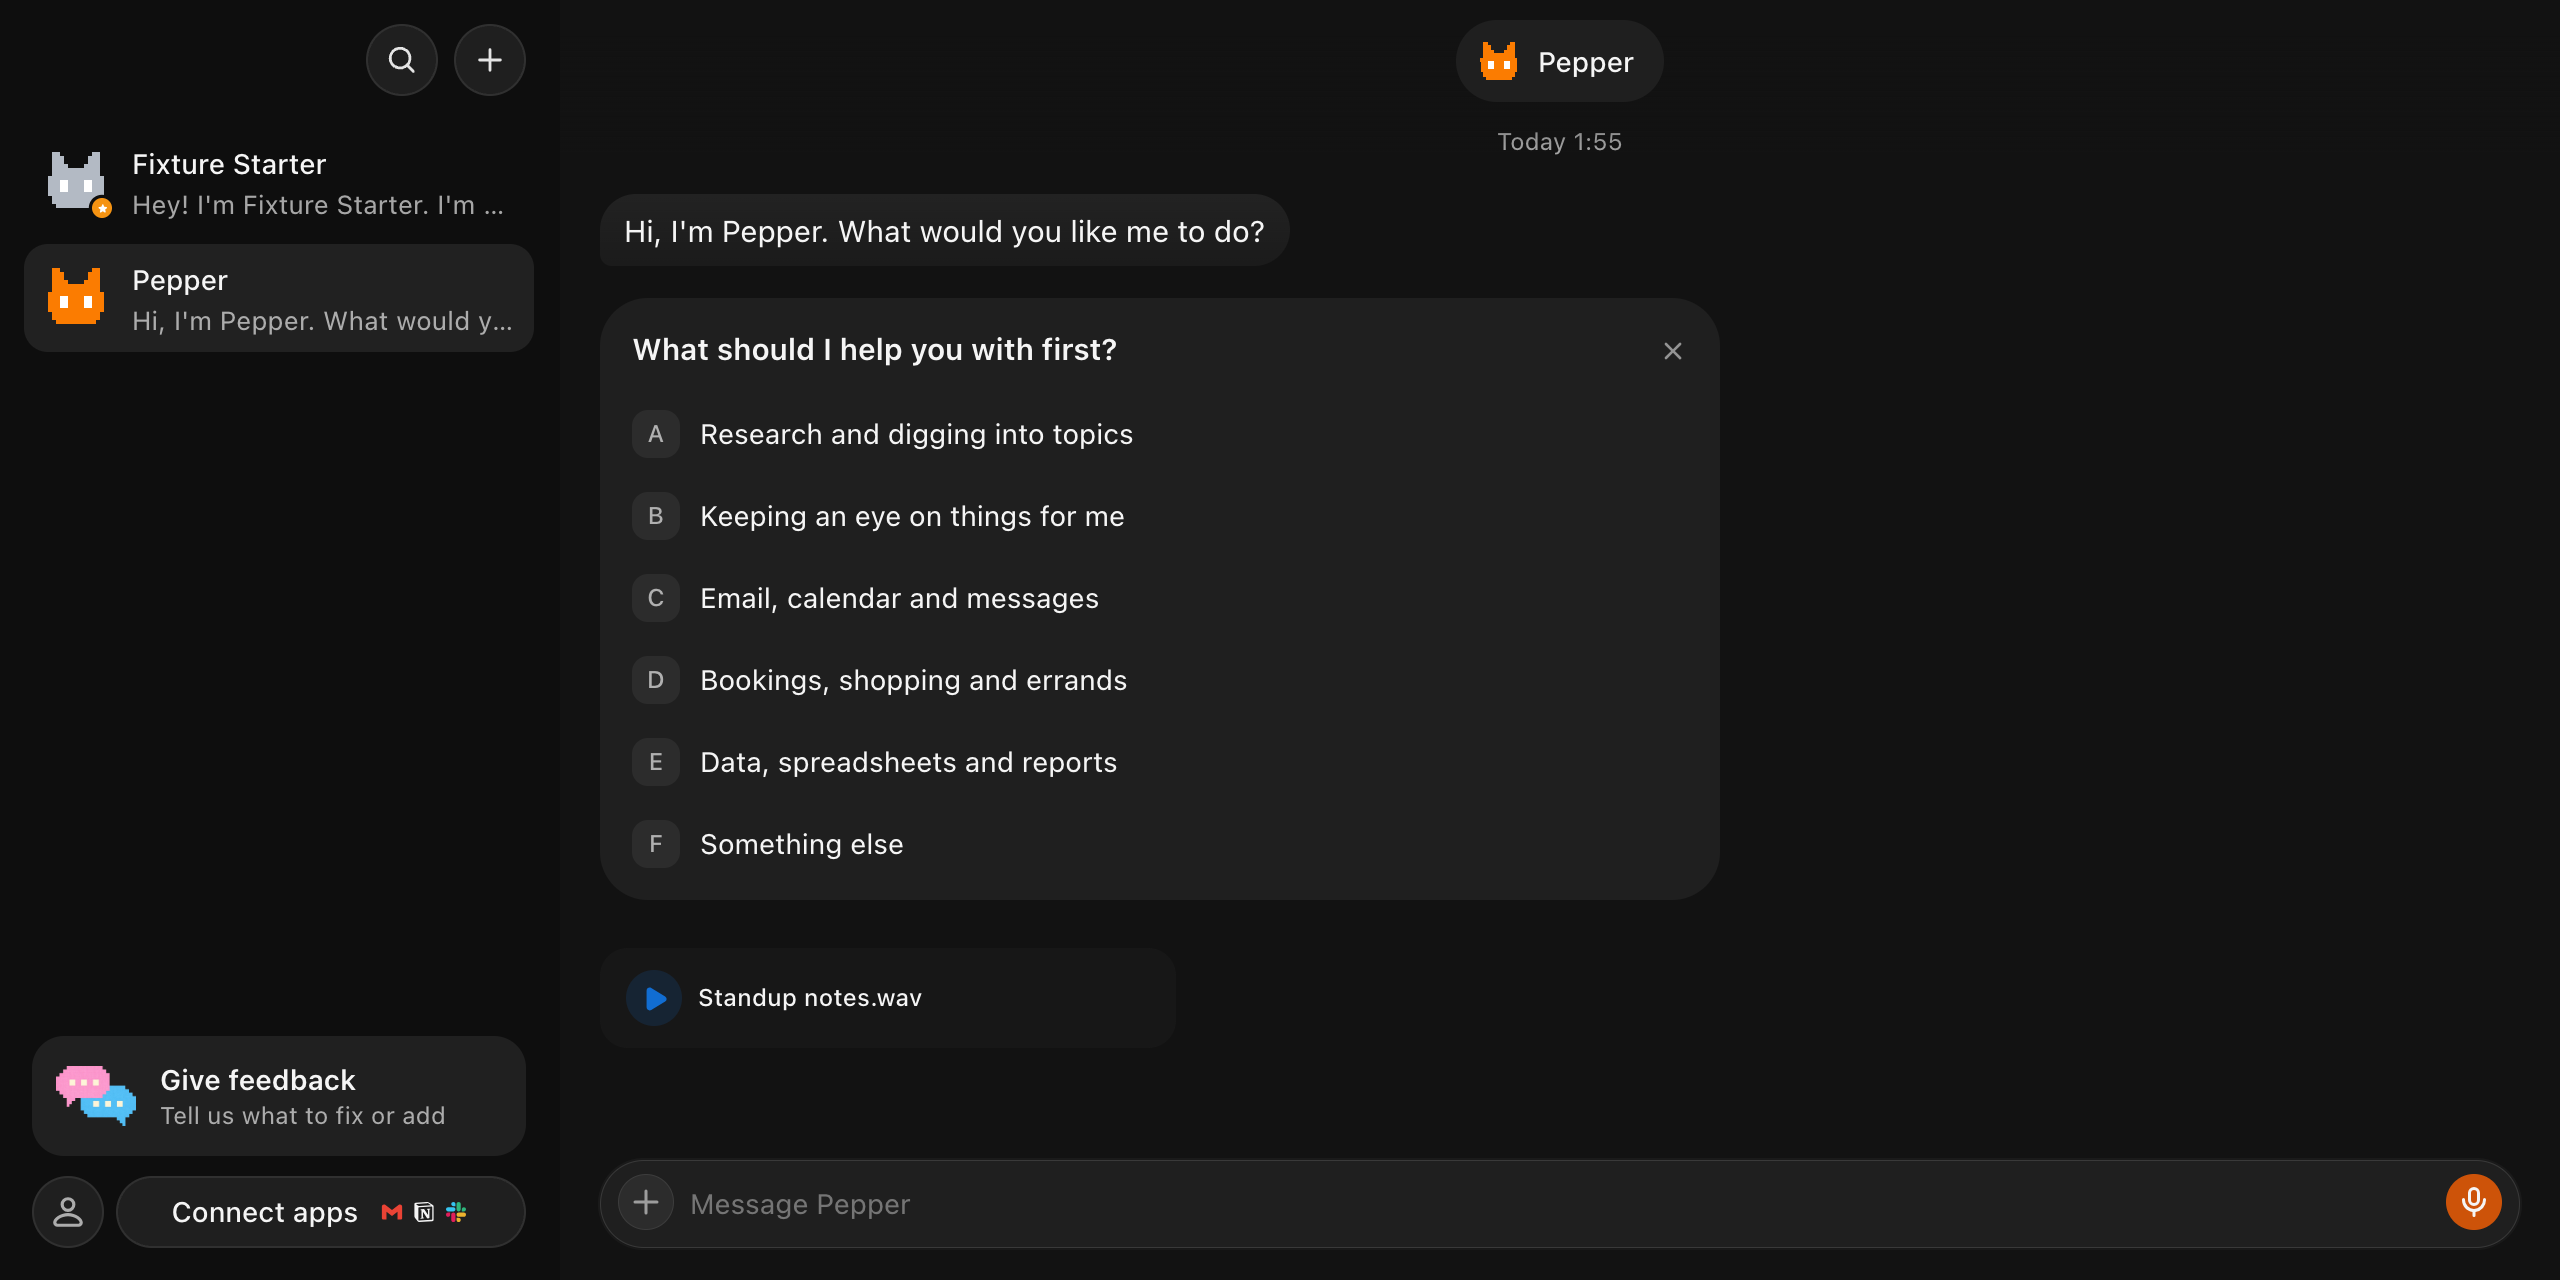 Fixture Starter
Hey! I'm Fixture Starter. I'm ...
Pepper
Hi, I'm Pepper. What would y...
Give feedback
Tell us what to fix or add
Connect apps
Pepper
Today 1:55
Hi, I'm Pepper. What would you like me to do?
What should I help you with first?
A Research and digging into topics
B Keeping an eye on things for me
C Email, calendar and messages
D Bookings, shopping and errands
E Data, spreadsheets and reports
F Something else
Standup notes.wav
Message Pepper